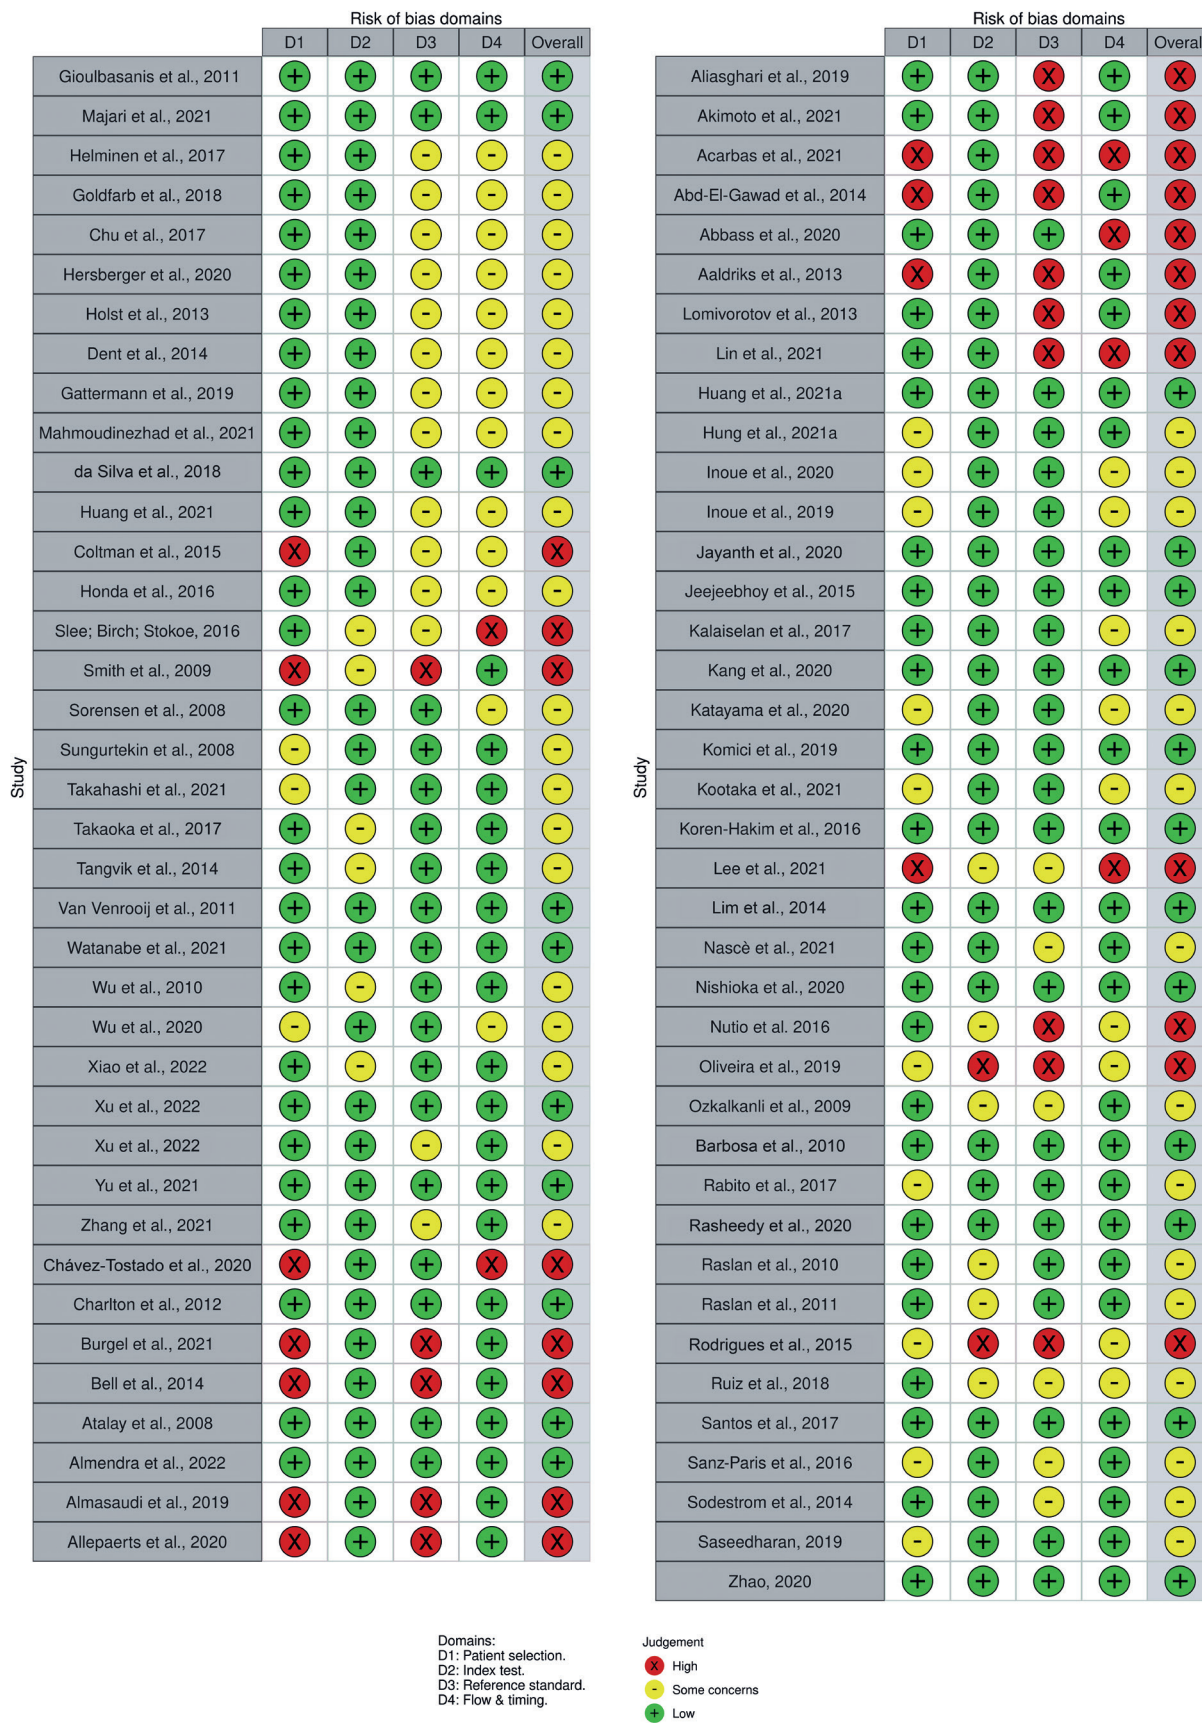 Risk of bias domains
D1 D2 D3 D4 Overall
Study
Gioulbasanis et al., 2011 + + + + +
Majari et al., 2021 + + + + +
Helminen et al., 2017 + + - - -
Goldfarb et al., 2018 + + - - -
Chu et al., 2017 + + - - -
Hersberger et al., 2020 + + - - -
Holst et al., 2013 + + - - -
Dent et al., 2014 + + - - -
Gattermann et al., 2019 + + - - -
Mahmoudinezhad et al., 2021 + + - - -
da Silva et al., 2018 + + + + +
Huang et al., 2021 + + - - -
Coltman et al., 2015 X + - - X
Honda et al., 2016 + + - - -
Slee; Birch; Stokoe, 2016 + - - X X
Smith et al., 2009 X - X + X
Sorensen et al., 2008 + + + - -
Sungurtekin et al., 2008 - + + + -
Takahashi et al., 2021 - + + + -
Takaoka et al., 2017 + - + + -
Tangvik et al., 2014 + - + + -
Van Venrooij et al., 2011 + + + + +
Watanabe et al., 2021 + + + + +
Wu et al., 2010 + - + + -
Wu et al., 2020 - + + - -
Xiao et al., 2022 + - + + -
Xu et al., 2022 + + + + +
Xu et al., 2022 + + - + -
Yu et al., 2021 + + + + +
Zhang et al., 2021 + + - + -
Chávez-Tostado et al., 2020 X + + X X
Charlton et al., 2012 + + + + +
Burgel et al., 2021 X + X + X
Bell et al., 2014 X + X + X
Atalay et al., 2008 + + + + +
Almendra et al., 2022 + + + + +
Almasaudi et al., 2019 X + X + X
Allepaerts et al., 2020 X + X + X
Risk of bias domains
D1 D2 D3 D4 Overall
Study
Aliasghari et al., 2019 + + X + X
Akimoto et al., 2021 + + X + X
Acarbas et al., 2021 X + X X X
Abd-El-Gawad et al., 2014 X + X + X
Abbass et al., 2020 + + + X X
Aaldriks et al., 2013 X + X + X
Lomivorotov et al., 2013 + + X + X
Lin et al., 2021 + + X X X
Huang et al., 2021a + + + + +
Hung et al., 2021a - + + + -
Inoue et al., 2020 - + + - -
Inoue et al., 2019 - + + - -
Jayanth et al., 2020 + + + + +
Jeejeebhoy et al., 2015 + + + + +
Kalaiselan et al., 2017 + + + - -
Kang et al., 2020 + + + + +
Katayama et al., 2020 - + + - -
Komici et al., 2019 + + + + +
Kootaka et al., 2021 - + + - -
Koren-Hakim et al., 2016 + + + + +
Lee et al., 2021 X - - X X
Lim et al., 2014 + + + + +
Nascè et al., 2021 + + - + -
Nishioka et al., 2020 + + + + +
Nutio et al. 2016 + - X - X
Oliveira et al., 2019 - X X - X
Ozkalkanli et al., 2009 + - - + -
Barbosa et al., 2010 + + + + +
Rabito et al., 2017 - + + + -
Rasheedy et al., 2020 + + + + +
Raslan et al., 2010 + - + + -
Raslan et al., 2011 + - + + -
Rodrigues et al., 2015 - X X - X
Ruiz et al., 2018 + - - - -
Santos et al., 2017 + + + + +
Sanz-Paris et al., 2016 - + - + -
Sodestrom et al., 2014 + + - + -
Saseedharan, 2019 - + + + -
Zhao, 2020 + + + + +
Domains:
D1: Patient selection.
D2: Index test.
D3: Reference standard.
D4: Flow & timing.
Judgement
X High
- Some concerns
+ Low